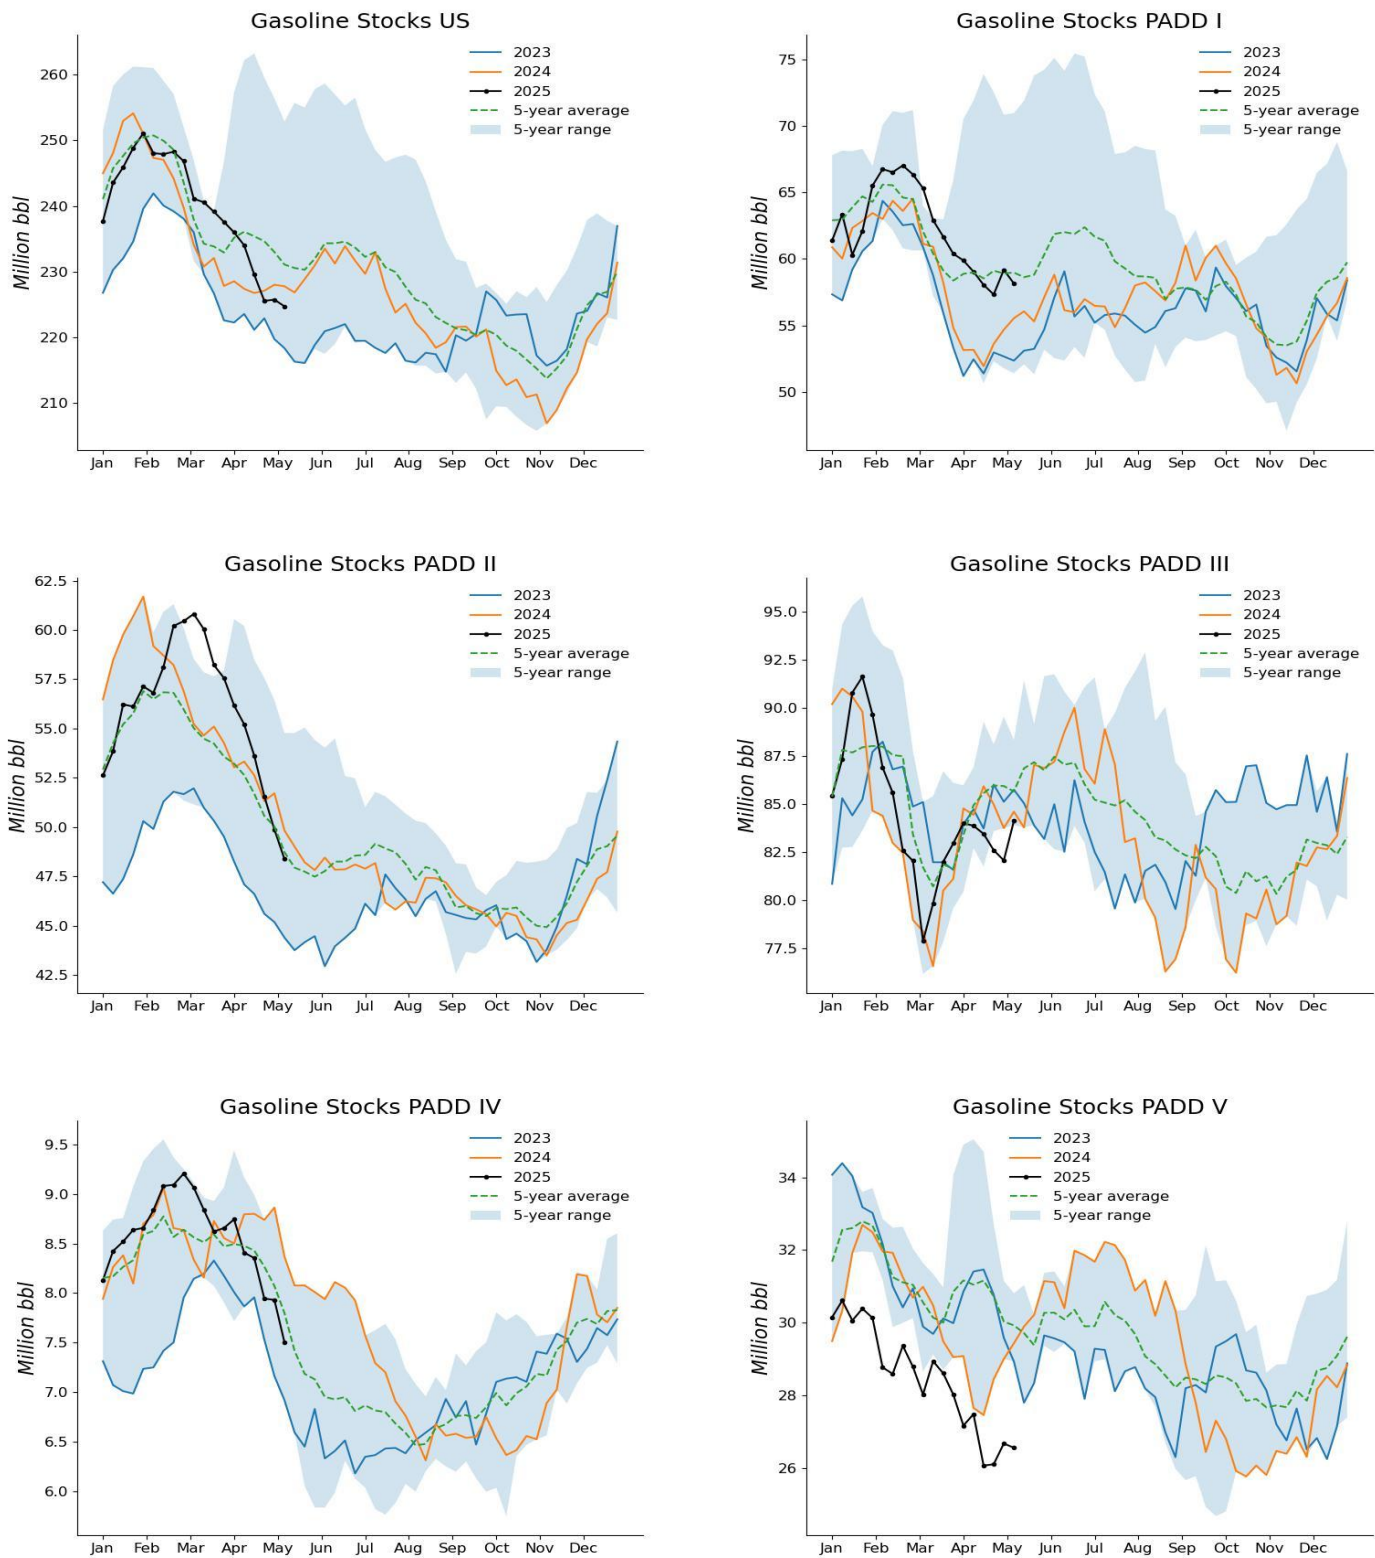 Gasoline Stocks US
Million bbl
260
250
240
230
220
210
Jan Feb Mar Apr May Jun Jul Aug Sep Oct Nov Dec
2023
2024
2025
5-year average
5-year range
Gasoline Stocks PADD I
Million bbl
75
70
65
60
55
50
Jan Feb Mar Apr May Jun Jul Aug Sep Oct Nov Dec
2023
2024
2025
5-year average
5-year range
Gasoline Stocks PADD II
Million bbl
62.5
60.0
57.5
55.0
52.5
50.0
47.5
45.0
42.5
Jan Feb Mar Apr May Jun Jul Aug Sep Oct Nov Dec
2023
2024
2025
5-year average
5-year range
Gasoline Stocks PADD III
Million bbl
95.0
92.5
90.0
87.5
85.0
82.5
80.0
77.5
Jan Feb Mar Apr May Jun Jul Aug Sep Oct Nov Dec
2023
2024
2025
5-year average
5-year range
Gasoline Stocks PADD IV
Million bbl
9.5
9.0
8.5
8.0
7.5
7.0
6.5
6.0
Jan Feb Mar Apr May Jun Jul Aug Sep Oct Nov Dec
2023
2024
2025
5-year average
5-year range
Gasoline Stocks PADD V
Million bbl
34
32
30
28
26
Jan Feb Mar Apr May Jun Jul Aug Sep Oct Nov Dec
2023
2024
2025
5-year average
5-year range